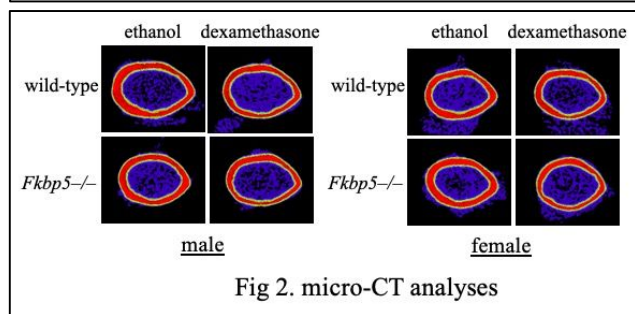 ethanol dexamethasone ethanol dexamethasone
wild-type wild-type
Fkbp5–/– Fkbp5–/–
male female
Fig 2. micro-CT analyses